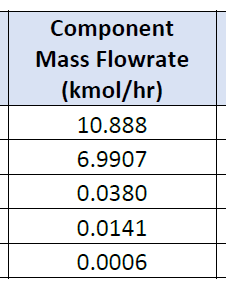 Component
Mass Flowrate
(kmol/hr)
10.888
6.9907
0.0380
0.0141
0.0006